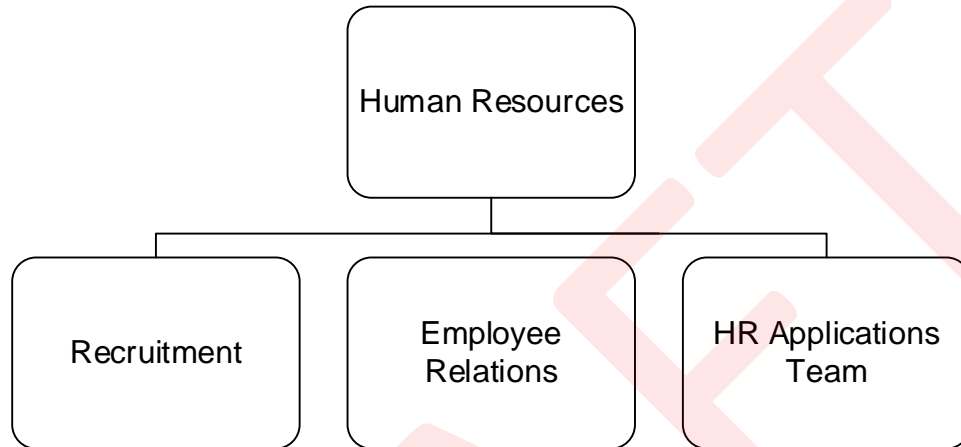 Human Resources
Recruitment
Employee
Relations
HR Applications
Team